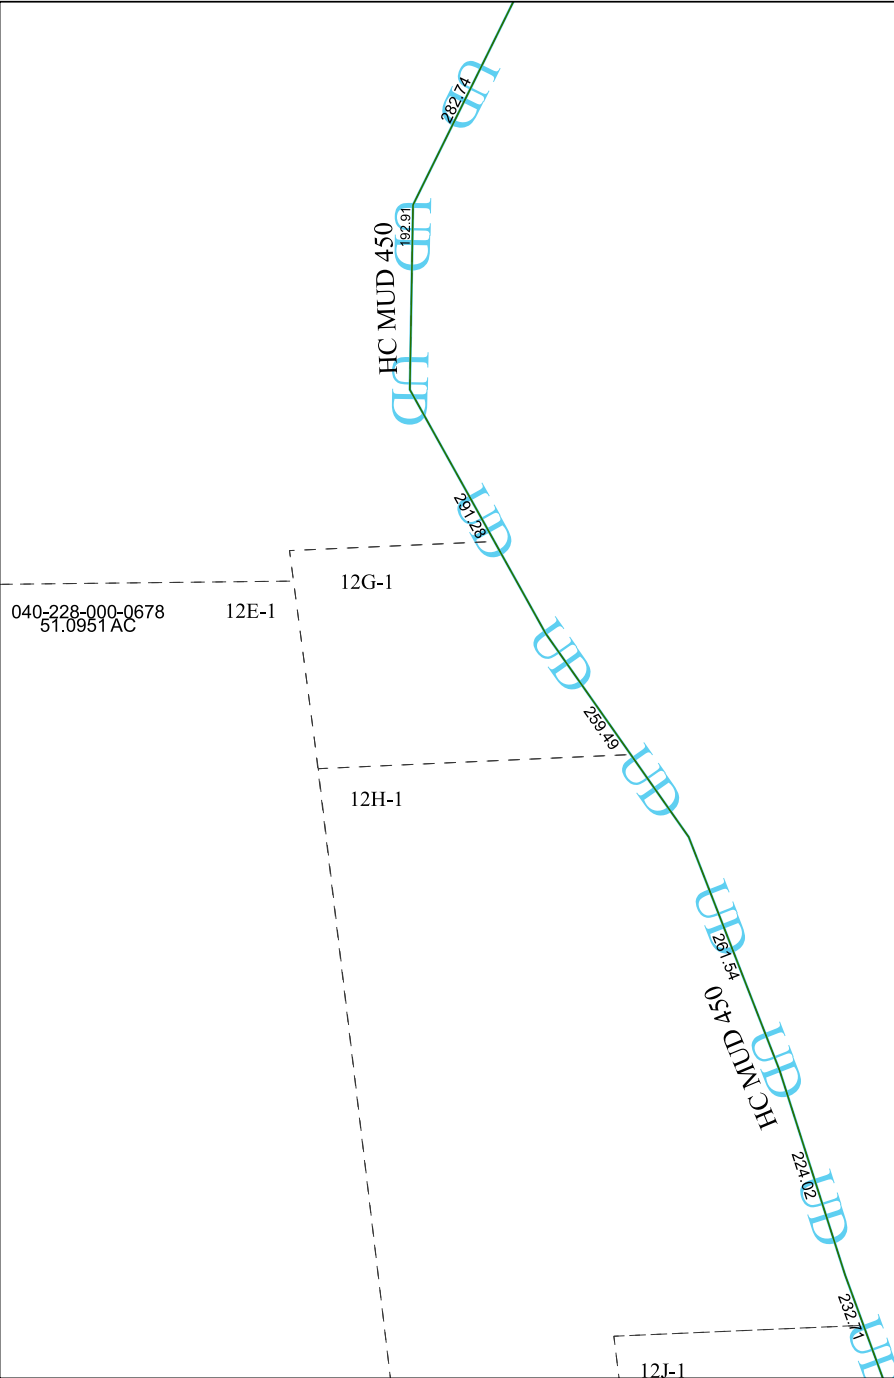 UD
282.74
UD
192.91
HC MUD 450
UD
UD
291.28
12G-1
040-228-000-0678
51.0951 AC
12E-1
UD
259.49
UD
12H-1
UD
261.54
HC MUD 450
UD
224.02
UD
232.71
UD
12J-1